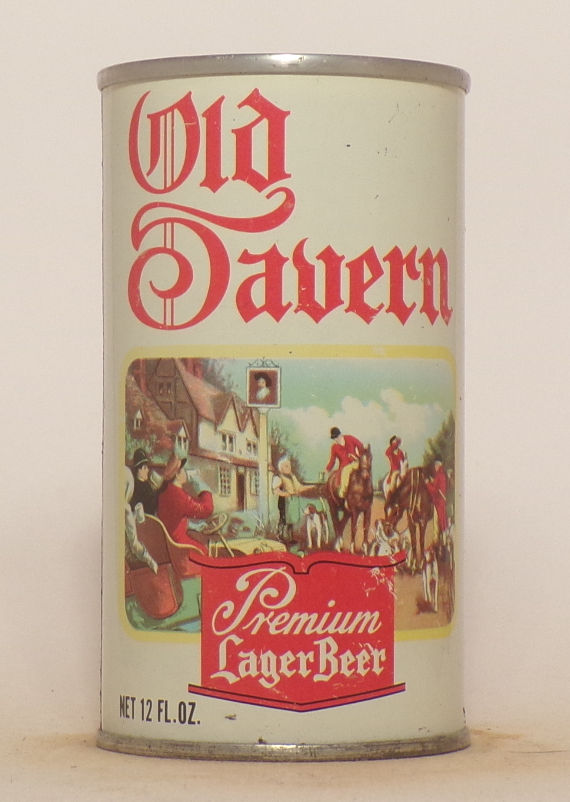 Old
Tavern
Premium
Lager Beer
NET 12 FL.OZ.